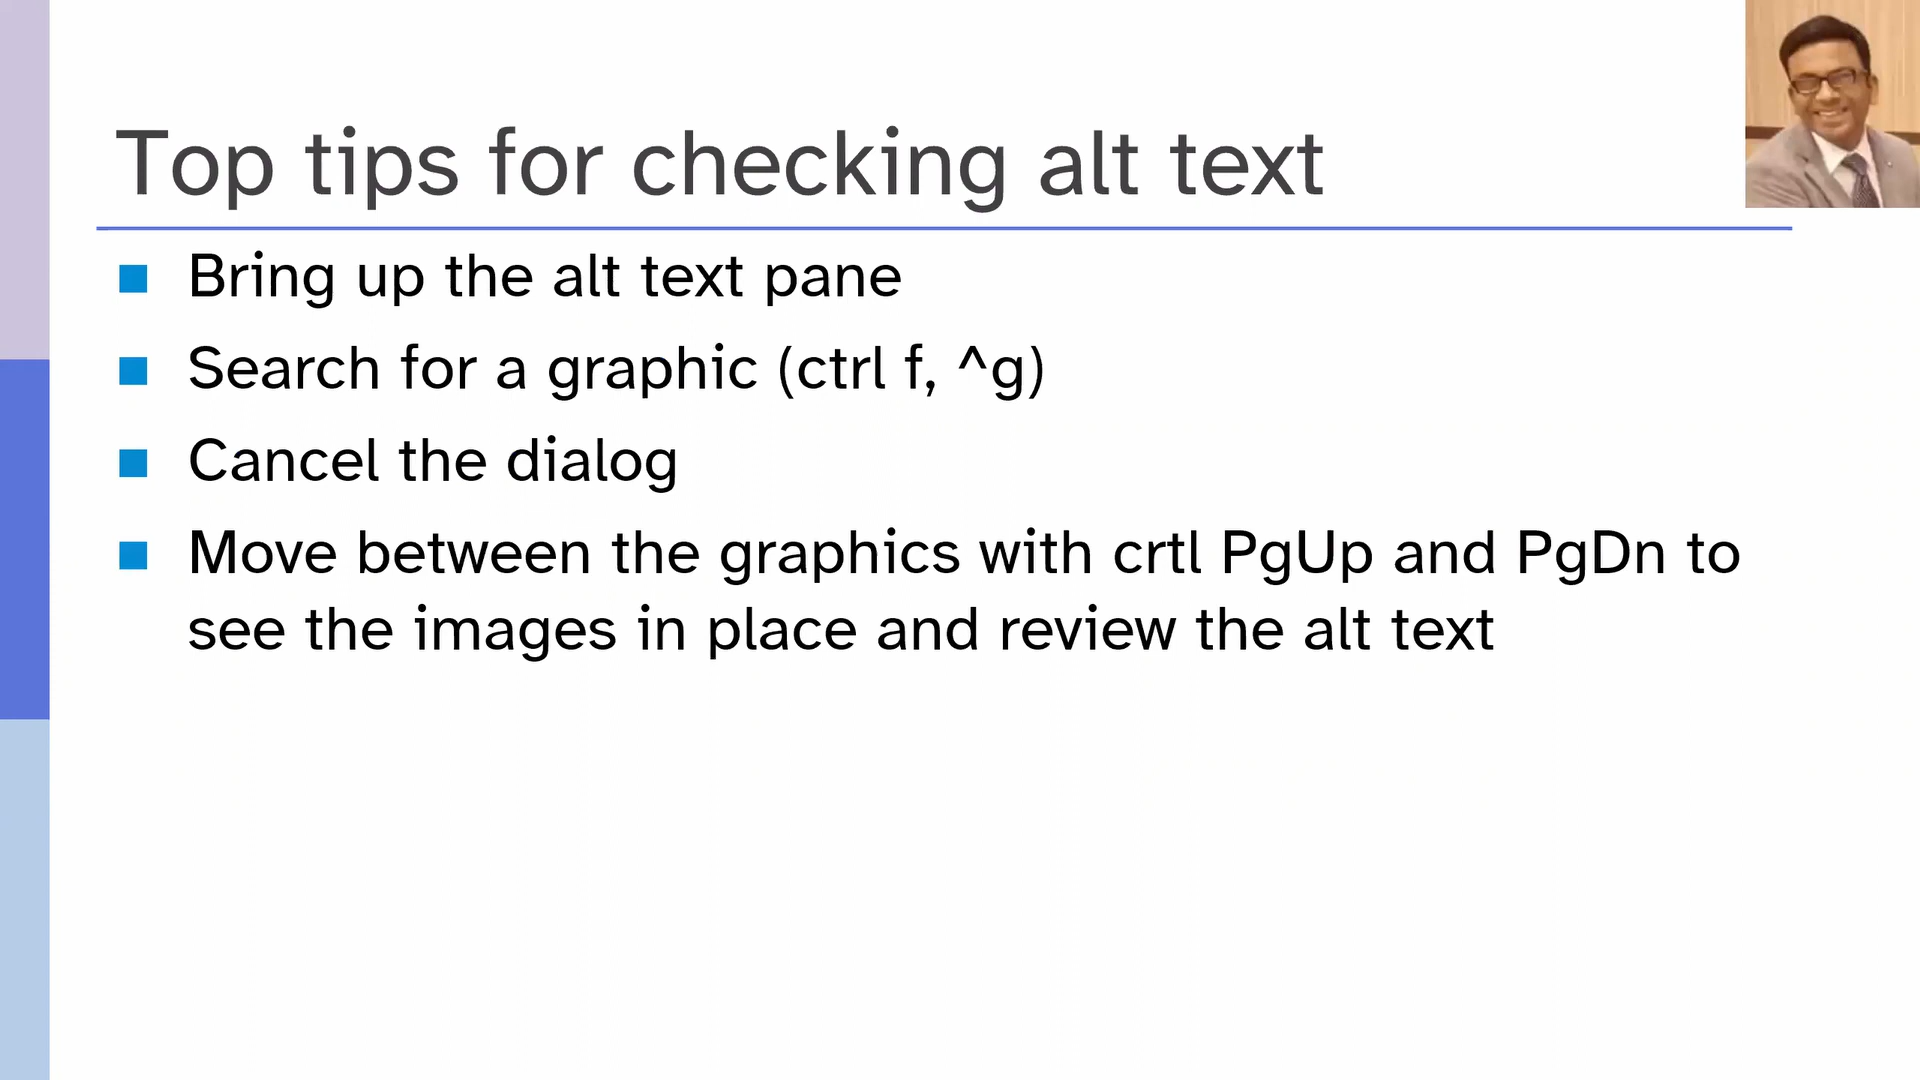 Top tips for checking alt text
Bring up the alt text pane
Search for a graphic (ctrl f, ^g)
Cancel the dialog
Move between the graphics with crtl PgUp and PgDn to
see the images in place and review the alt text